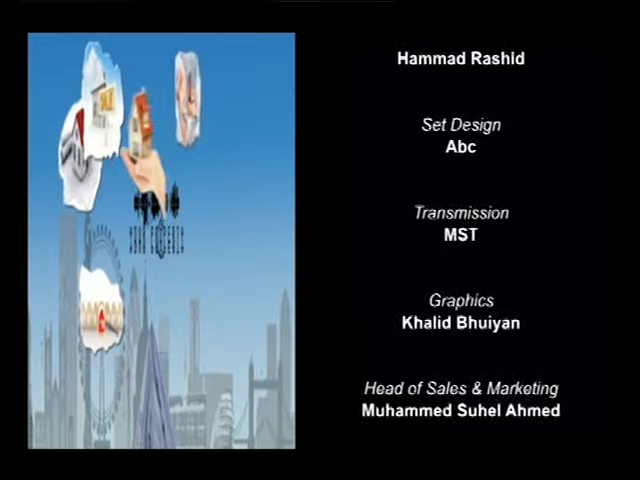 Hammad Rashid
Set Design
Abc
Transmission
MST
Graphics
Khalid Bhuiyan
Head of Sales & Marketing
Muhammed Suhel Ahmed